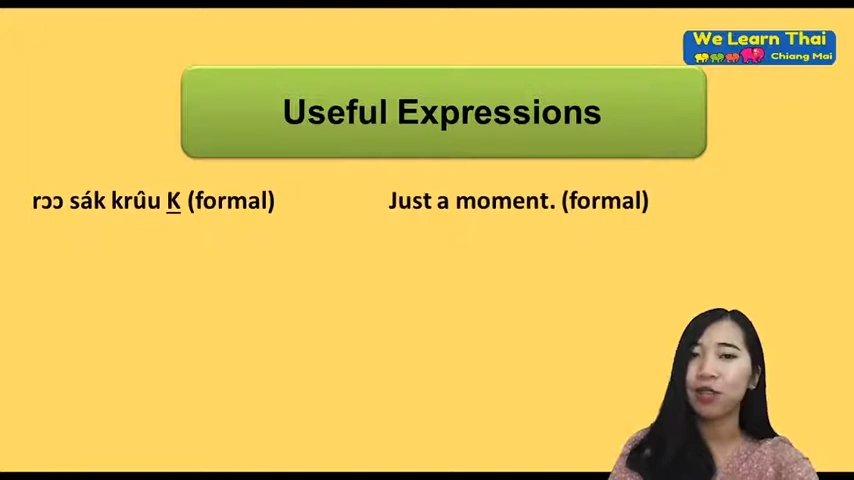 We Learn Thai
Chiang Mai
Useful Expressions
rɔɔ sák krûu K (formal)
Just a moment. (formal)